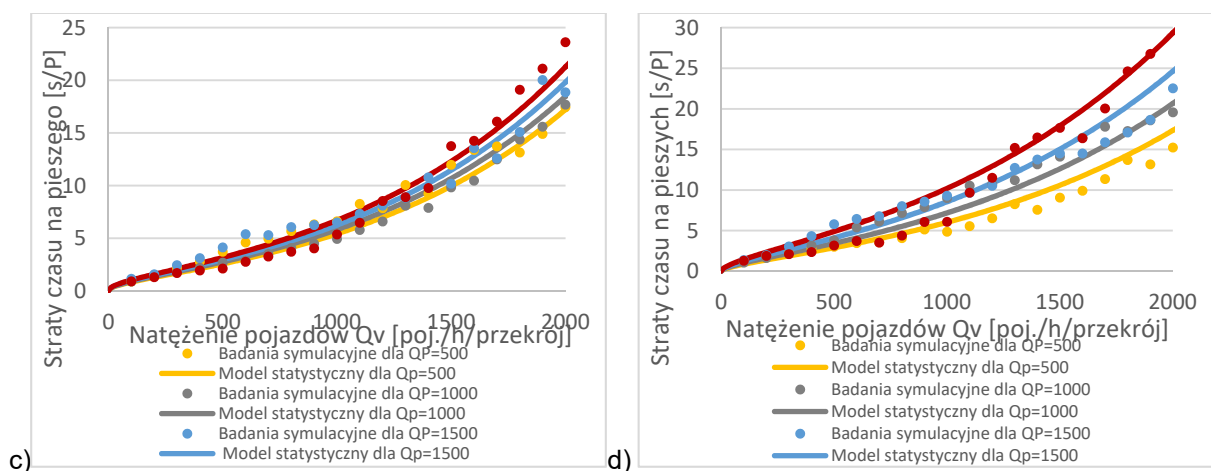 25
20
15
10
5
0
Straty czasu na pieszego [s/P]
0 500 1000 1500 2000
Natężenie pojazdów Qv [poj./h/przekrój]
Badania symulacyjne dla QP=500
Model statystyczny dla Qp=500
Badania symulacyjne dla QP=1000
Model statystyczny dla Qp=1000
Badania symulacyjne dla QP=1500
Model statystyczny dla Qp=1500
c)
30
25
20
15
10
5
0
Straty czasu na pieszych [s/P]
0 500 1000 1500 2000
Natężenie pojazdów Qv [poj./h/przekrój]
Badania symulacyjne dla QP=500
Model statystyczny dla Qp=500
Badania symulacyjne dla QP=1000
Model statystyczny dla Qp=1000
Badania symulacyjne dla QP=1500
Model statystyczny dla Qp=1500
d)